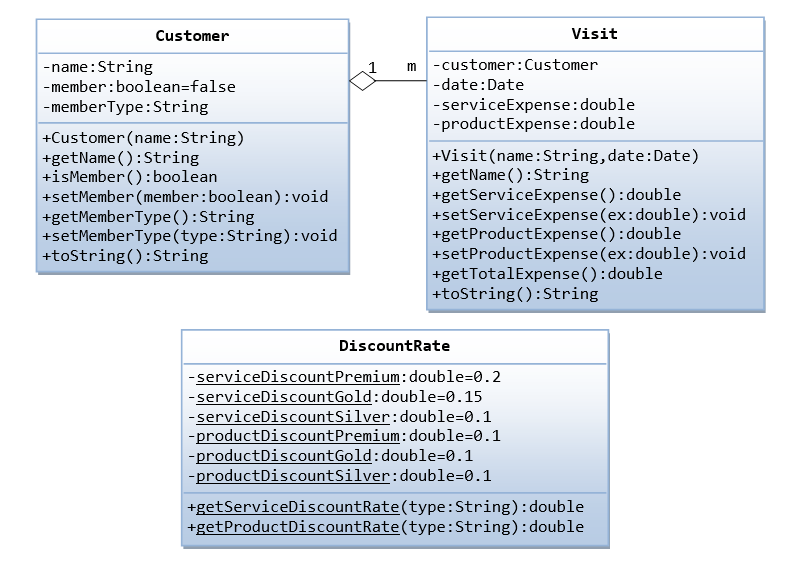 Customer
-name:String
-member:boolean=false
-memberType:String
+Customer(name:String)
+getName():String
+isMember():boolean
+setMember(member:boolean):void
+getMemberType():String
+setMemberType(type:String):void
+toString():String
1
m
Visit
-customer:Customer
-date:Date
-serviceExpense:double
-productExpense:double
+Visit(name:String,date:Date)
+getName():String
+getServiceExpense():double
+setServiceExpense(ex:double):void
+getProductExpense():double
+setProductExpense(ex:double):void
+getTotalExpense():double
+toString():String
DiscountRate
-serviceDiscountPremium:double=0.2
-serviceDiscountGold:double=0.15
-serviceDiscountSilver:double=0.1
-productDiscountPremium:double=0.1
-productDiscountGold:double=0.1
-productDiscountSilver:double=0.1
+getServiceDiscountRate(type:String):double
+getProductDiscountRate(type:String):double